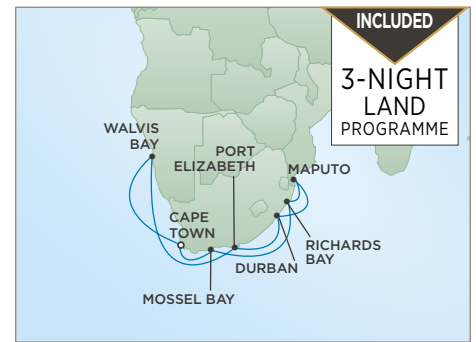 INCLUDED
3-NIGHT
LAND
PROGRAMME
WALVIS
BAY
PORT
ELIZABETH
MAPUTO
CAPE
TOWN
RICHARDS
BAY
DURBAN
MOSSEL BAY